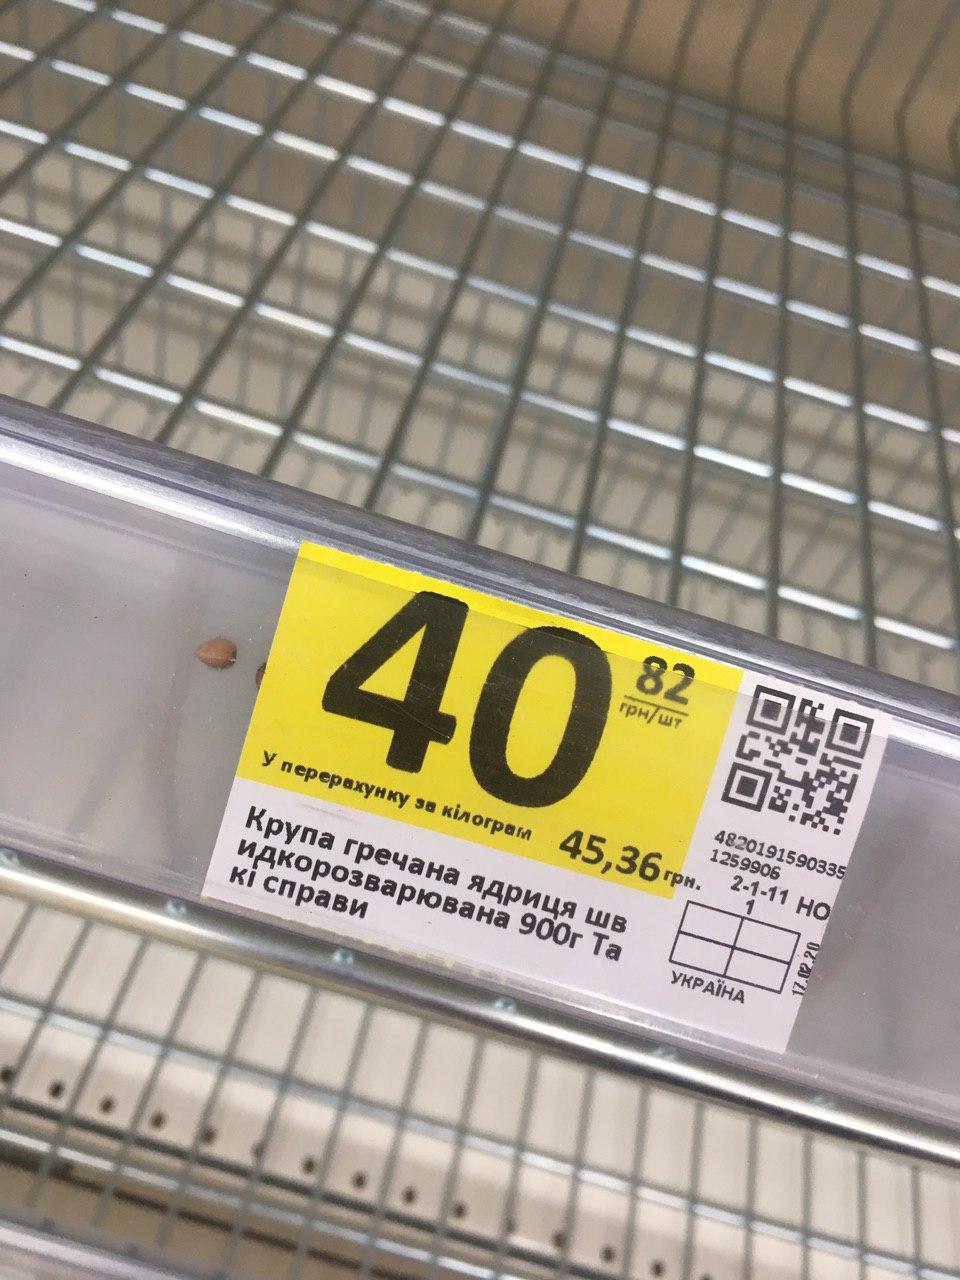 40 82
грн/шт
У перерахунку за кілограм 45,36 грн.
Крупа гречана ядриця шв
идкорозварювана 900г Та
кі справи
4820191590335
1259906
2-1-11 НО
1
УКРАЇНА
17.02.20